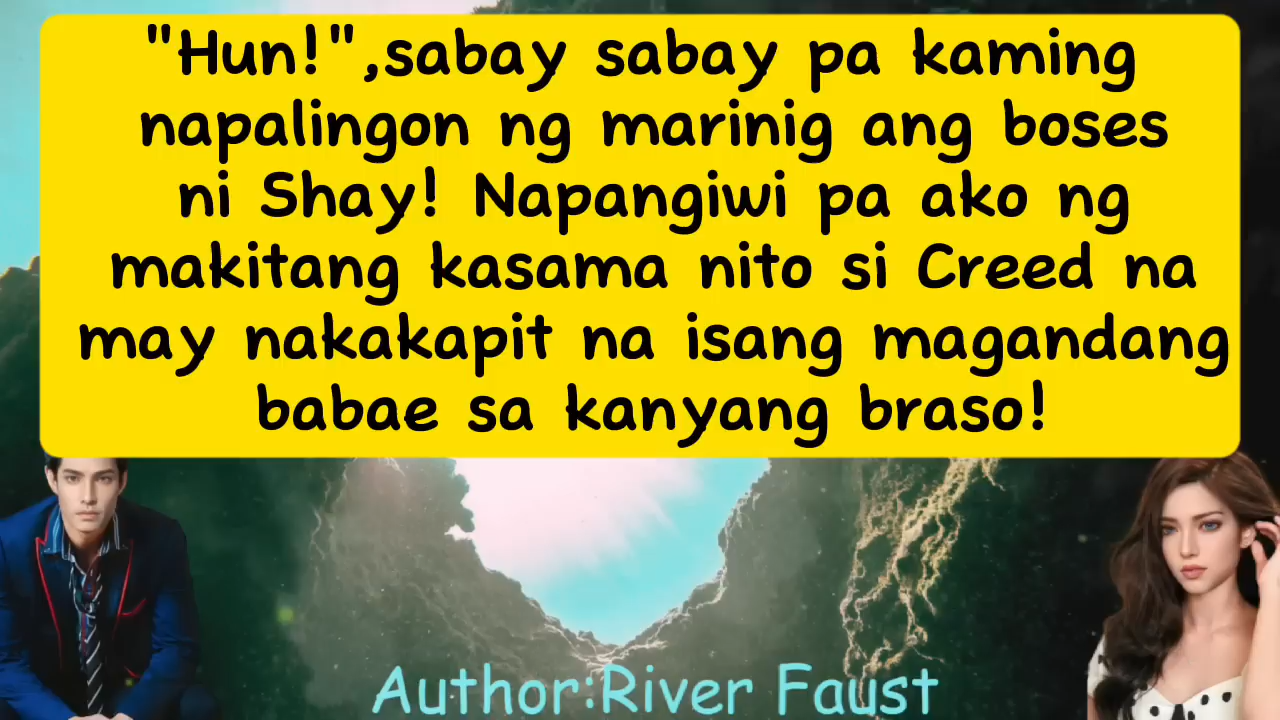 "Hun!",sabay sabay pa kaming
napalingon ng marinig ang boses
ni Shay! Napangiwi pa ako ng
makitang kasama nito si Creed na
may nakakapit na isang magandang
babae sa kanyang braso!
Author:River Faust